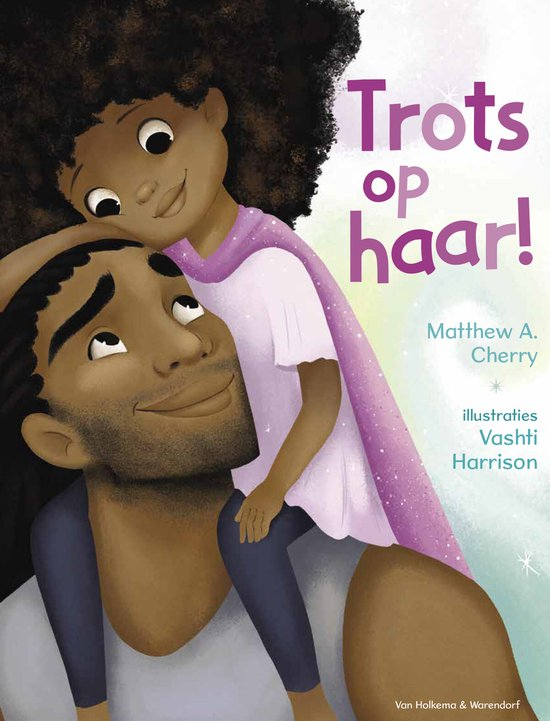 Trots
op
haar!
Matthew A.
Cherry
illustraties
Vashti
Harrison
Van Holkema & Warendorf